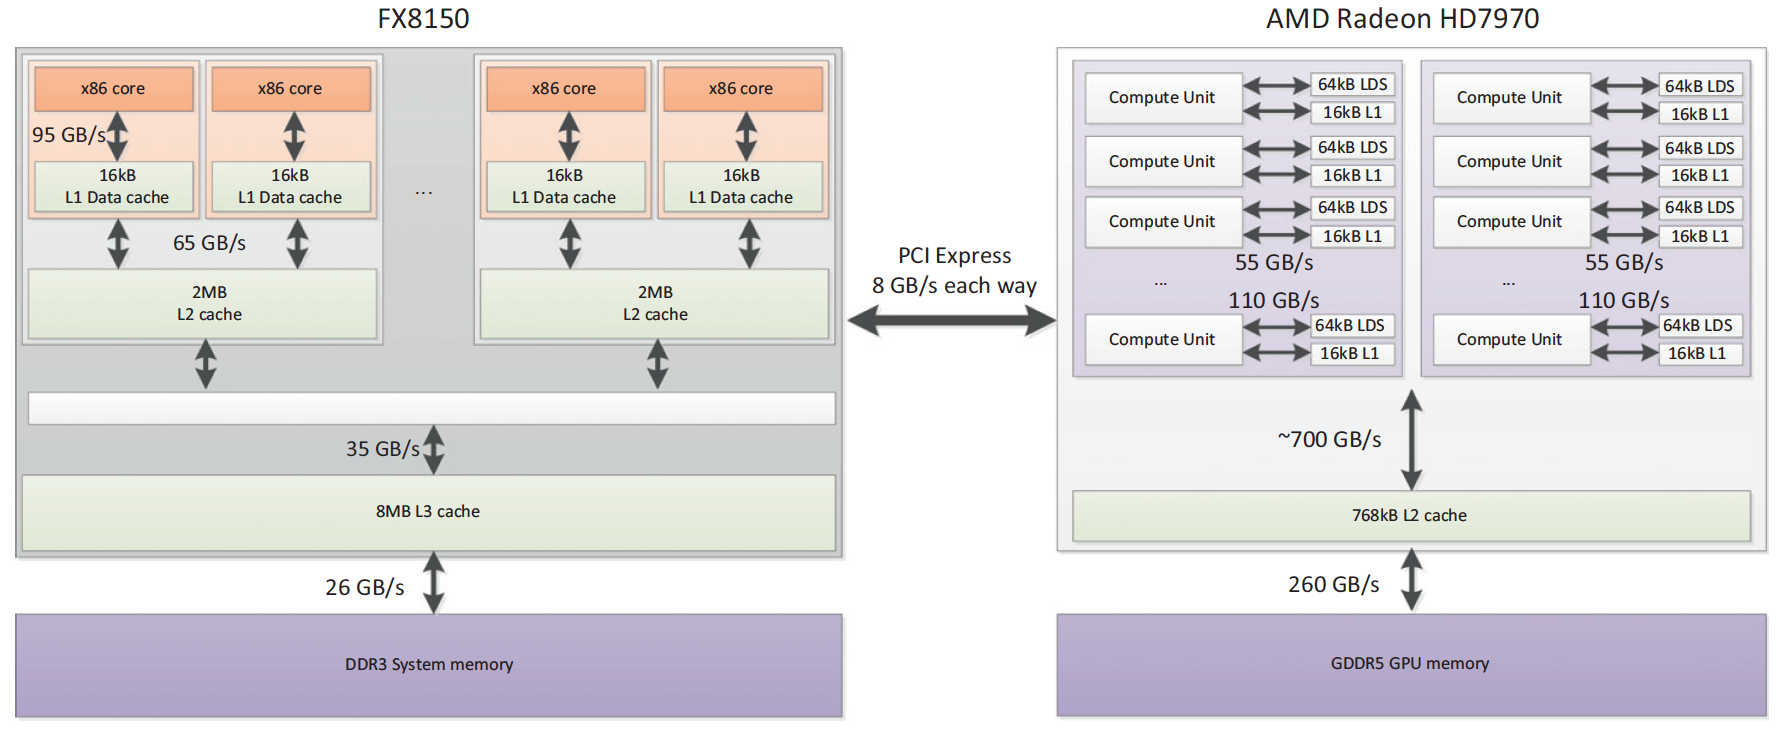 FX8150
x86 core
x86 core
x86 core
x86 core
95 GB/s
16kB
L1 Data cache
16kB
L1 Data cache
...
16kB
L1 Data cache
16kB
L1 Data cache
65 GB/s
2MB
L2 cache
2MB
L2 cache
35 GB/s
8MB L3 cache
26 GB/s
DDR3 System memory
PCI Express
8 GB/s each way
AMD Radeon HD7970
Compute Unit
64kB LDS
16kB L1
Compute Unit
64kB LDS
16kB L1
Compute Unit
64kB LDS
16kB L1
55 GB/s
...
110 GB/s
Compute Unit
64kB LDS
16kB L1
Compute Unit
64kB LDS
16kB L1
Compute Unit
64kB LDS
16kB L1
Compute Unit
64kB LDS
16kB L1
55 GB/s
...
110 GB/s
Compute Unit
64kB LDS
16kB L1
~700 GB/s
768kB L2 cache
260 GB/s
GDDR5 GPU memory